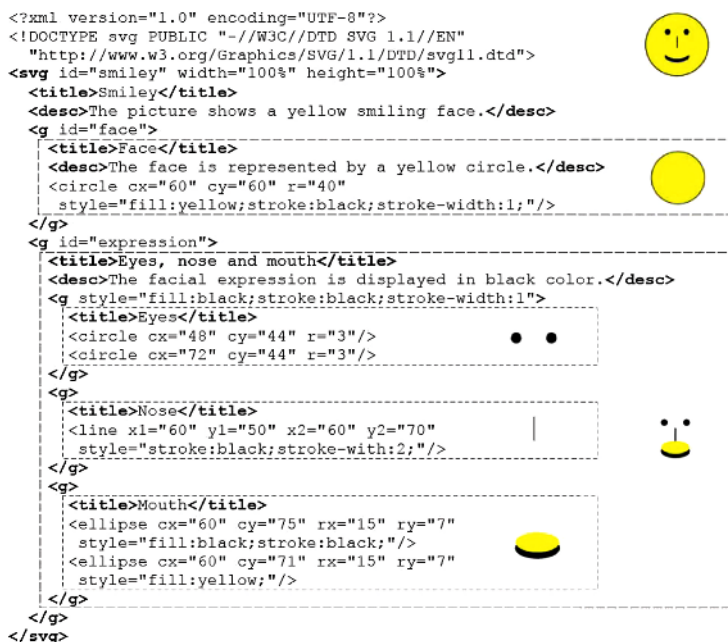 <?xml version="1.0" encoding="UTF-8"?>
<!DOCTYPE svg PUBLIC "-//W3C//DTD SVG 1.1//EN"
"http://www.w3.org/Graphics/SVG/1.1/DTD/svg11.dtd">
<svg id="smiley" width="100%" height="100%">
<title>Smiley</title>
<desc>The picture shows a yellow smiling face.</desc>
<g id="face">
<title>Face</title>
<desc>The face is represented by a yellow circle.</desc>
<circle cx="60" cy="60" r="40"
style="fill:yellow;stroke:black;stroke-width:1;"/>
</g>
<g id="expression">
<title>Eyes, nose and mouth</title>
<desc>The facial expression is displayed in black color.</desc>
<g style="fill:black;stroke:black;stroke-width:1">
<title>Eyes</title>
<circle cx="48" cy="44" r="3"/>
<circle cx="72" cy="44" r="3"/>
</g>
<g>
<title>Nose</title>
<line x1="60" y1="50" x2="60" y2="70"
style="stroke:black;stroke-with:2;"/>
</g>
<g>
<title>Mouth</title>
<ellipse cx="60" cy="75" rx="15" ry="7"
style="fill:black;stroke:black;"/>
<ellipse cx="60" cy="71" rx="15" ry="7"
style="fill:yellow;"/>
</g>
</g>
</svg>